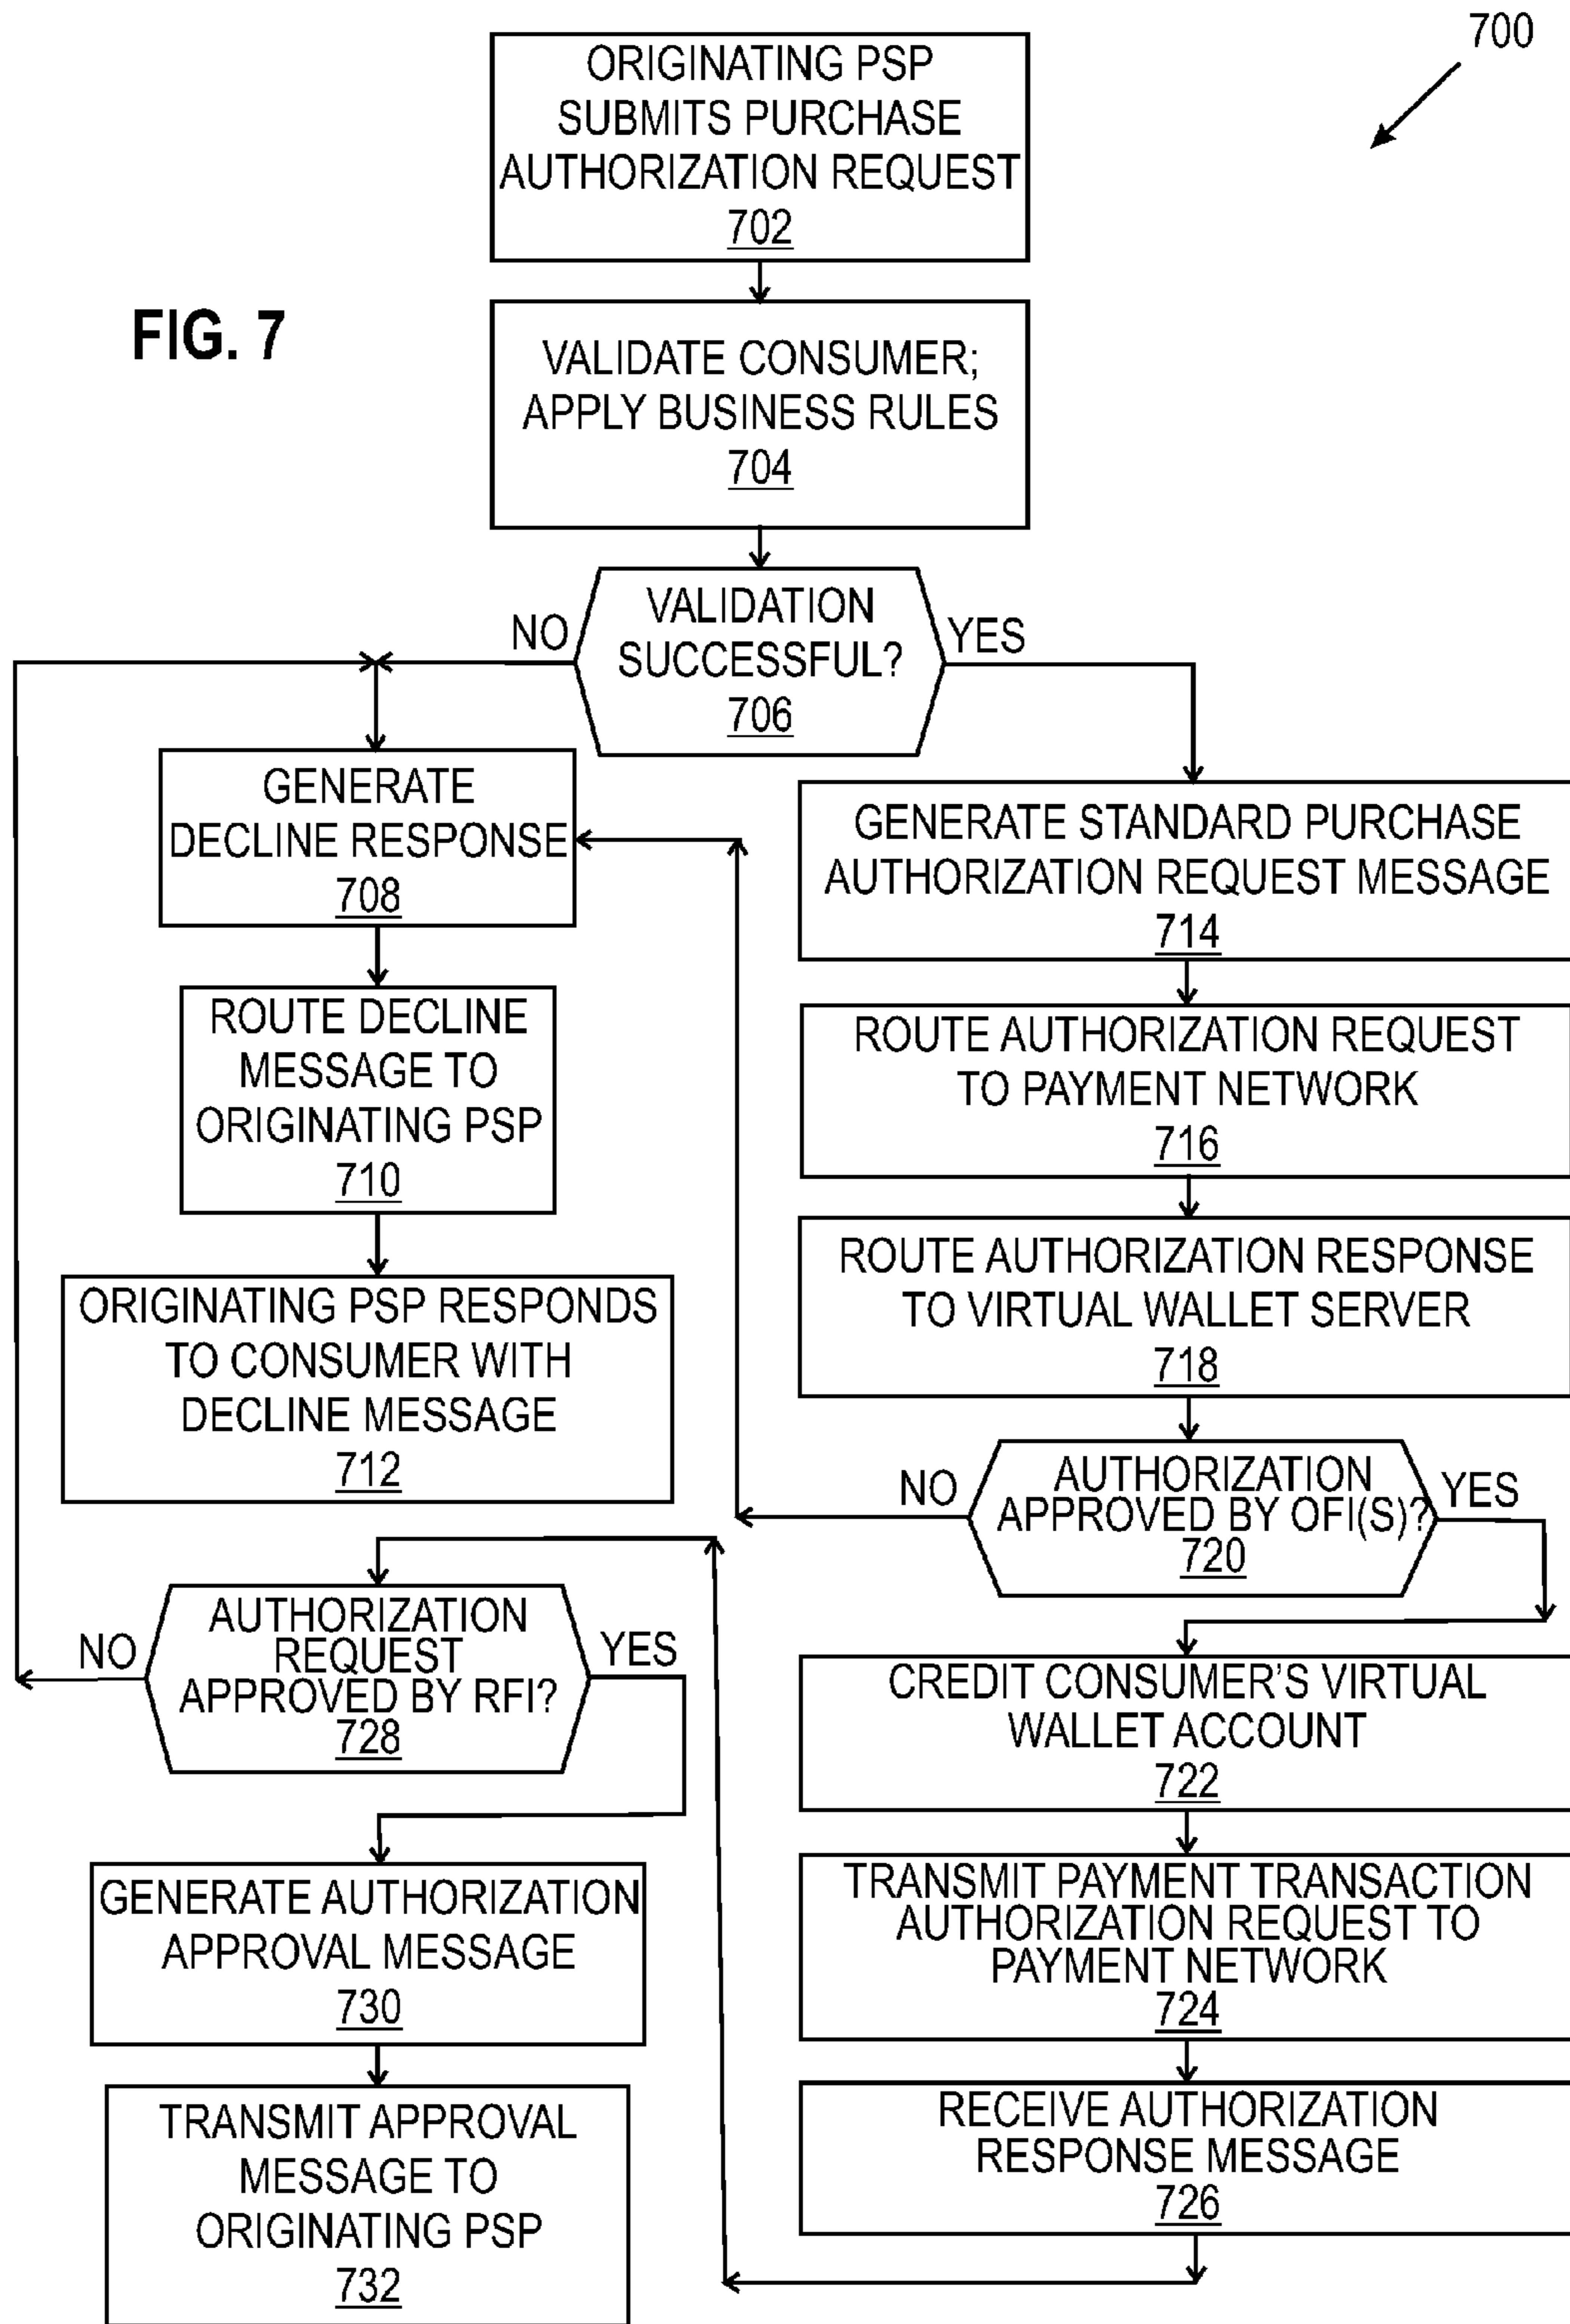 700
ORIGINATING PSP
SUBMITS PURCHASE
AUTHORIZATION REQUEST
702
FIG. 7
VALIDATE CONSUMER;
APPLY BUSINESS RULES
704
NO
VALIDATION
SUCCESSFUL?
706
YES
GENERATE
DECLINE RESPONSE
708
ROUTE DECLINE
MESSAGE TO
ORIGINATING PSP
710
ORIGINATING PSP RESPONDS
TO CONSUMER WITH
DECLINE MESSAGE
712
GENERATE STANDARD PURCHASE
AUTHORIZATION REQUEST MESSAGE
714
ROUTE AUTHORIZATION REQUEST
TO PAYMENT NETWORK
716
ROUTE AUTHORIZATION RESPONSE
TO VIRTUAL WALLET SERVER
718
NO
AUTHORIZATION
APPROVED BY OFI(S)?
720
YES
CREDIT CONSUMER'S VIRTUAL
WALLET ACCOUNT
722
TRANSMIT PAYMENT TRANSACTION
AUTHORIZATION REQUEST TO
PAYMENT NETWORK
724
RECEIVE AUTHORIZATION
RESPONSE MESSAGE
726
NO
AUTHORIZATION
REQUEST
APPROVED BY RFI?
728
YES
GENERATE AUTHORIZATION
APPROVAL MESSAGE
730
TRANSMIT APPROVAL
MESSAGE TO
ORIGINATING PSP
732